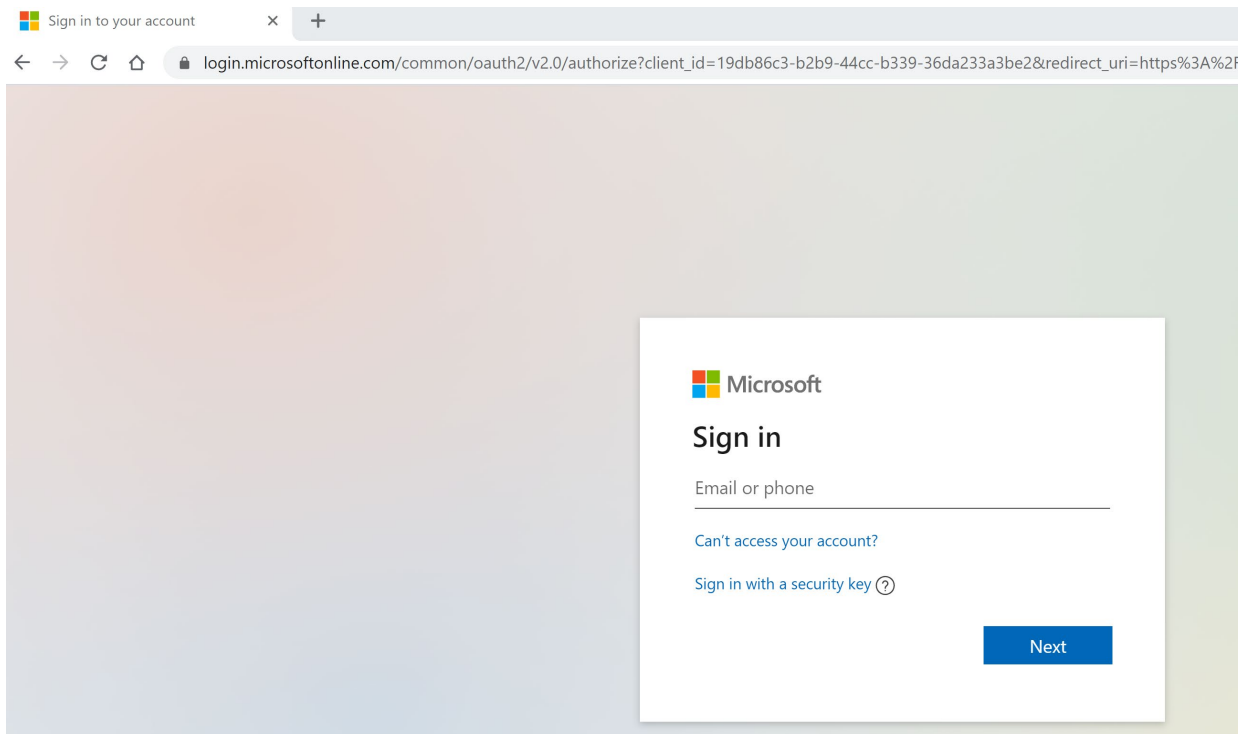 Sign in to your account
login.microsoftonline.com/common/oauth2/v2.0/authorize?client_id=19db86c3-b2b9-44cc-b339-36da233a3be2&redirect_uri=https%3A%2F
Microsoft
Sign in
Email or phone
Can't access your account?
Sign in with a security key
Next